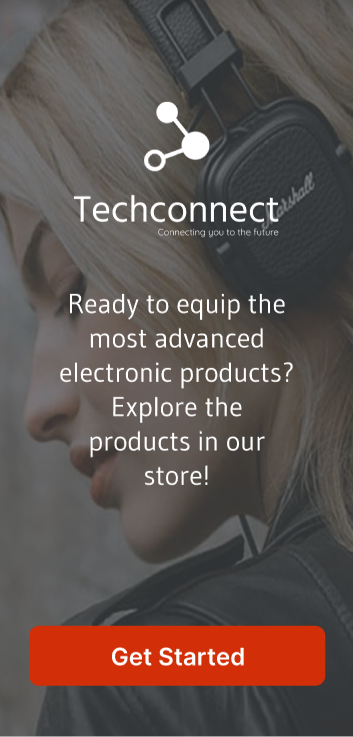 Marshall
Techconnect
Connecting you to the future
Ready to equip the
most advanced
electronic products?
Explore the
products in our
store!
Get Started